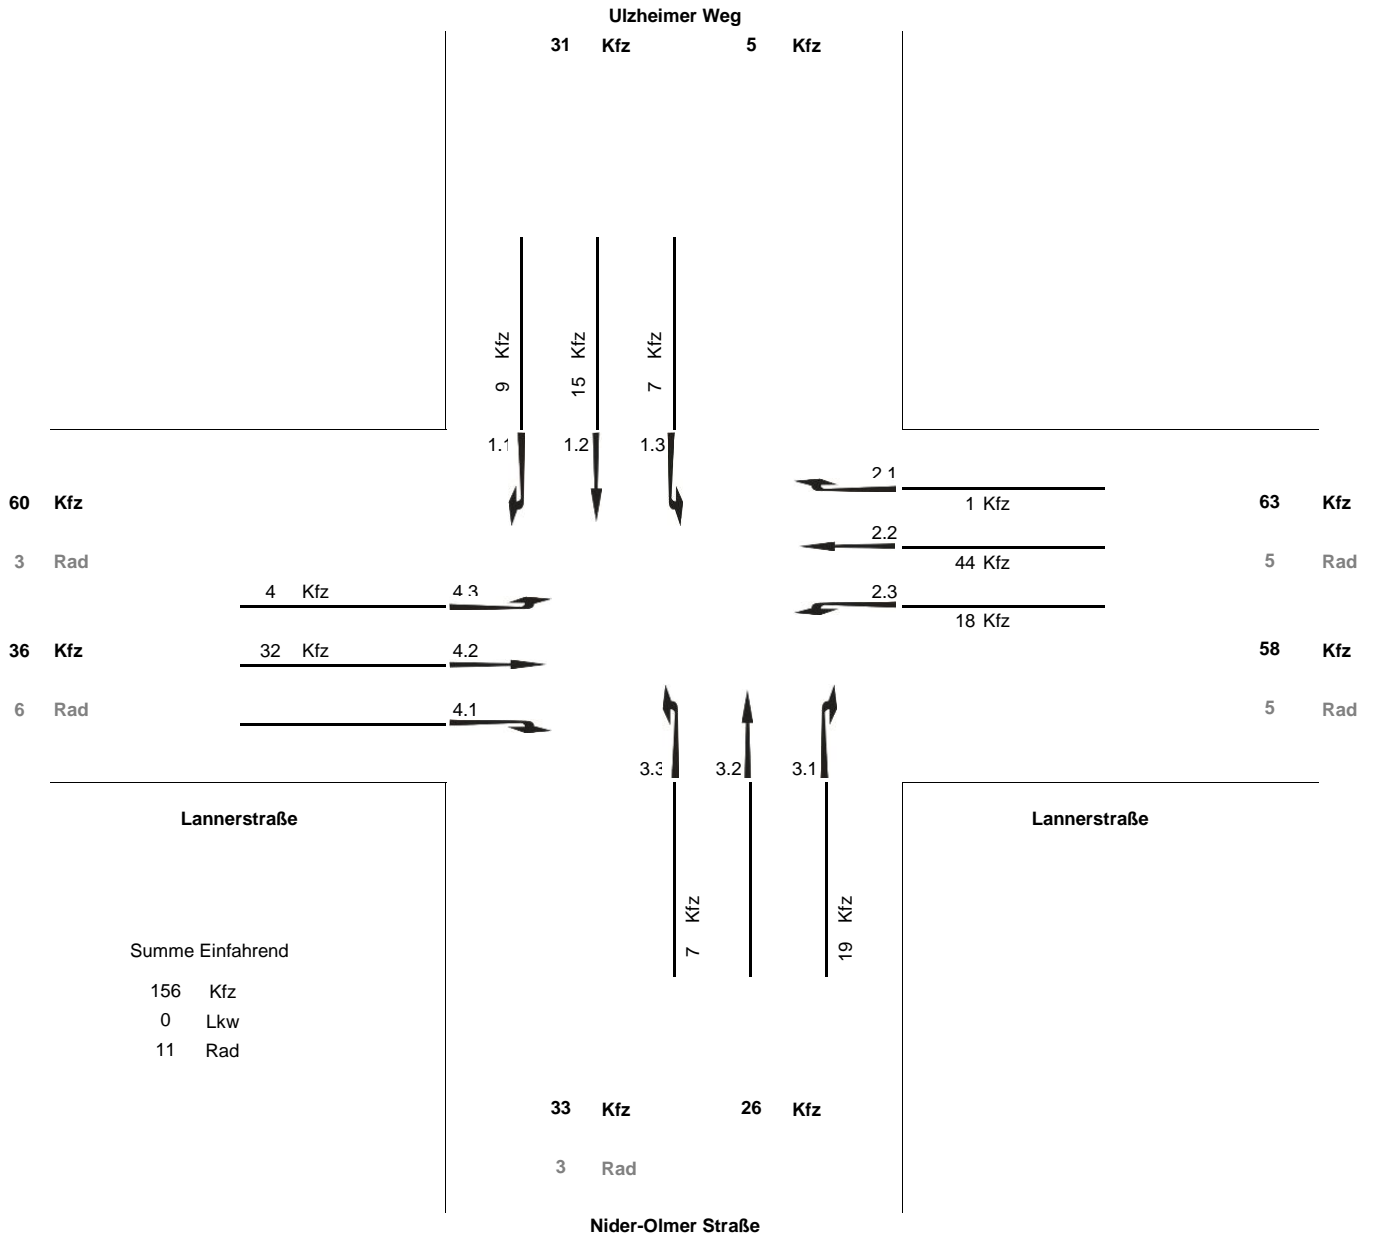 Ulzheimer Weg
31 Kfz 5 Kfz
9 Kfz
15 Kfz
7 Kfz
1.1 1.2 1.3
2.1
1 Kfz
60 Kfz
63 Kfz
2.2
44 Kfz
3 Rad
5 Rad
4 Kfz 4.3
2.3
18 Kfz
36 Kfz
32 Kfz 4.2
58 Kfz
6 Rad
4.1
5 Rad
3.3 3.2 3.1
Lannerstraße
Lannerstraße
7 Kfz
19 Kfz
Summe Einfahrend
156 Kfz
0 Lkw
11 Rad
33 Kfz 26 Kfz
3 Rad
Nider-Olmer Straße